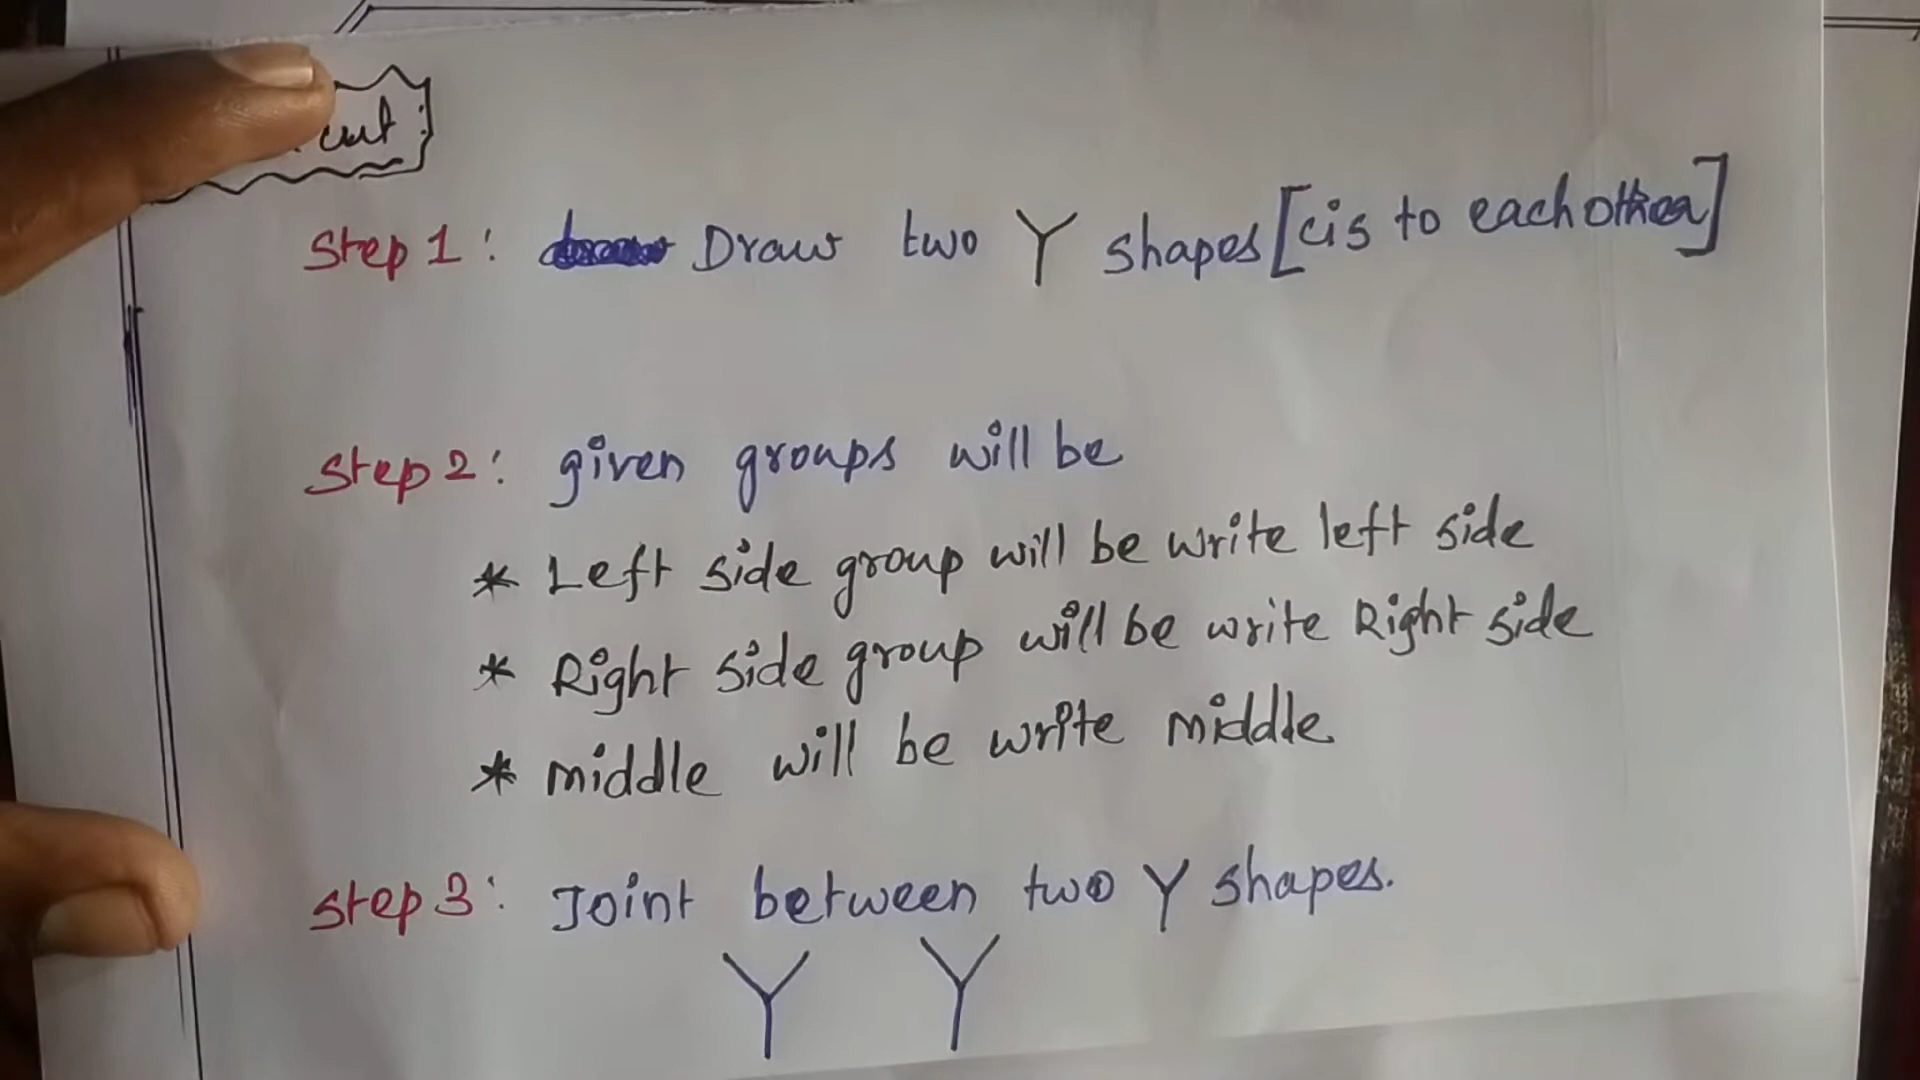 cut:
Step 1: Draw two Y shapes [cis to each other]
Step 2: given groups will be
* Left side group will be write left side
* Right side group will be write Right side
* middle will be write middle
Step 3: Joint between two Y shapes.
Y Y